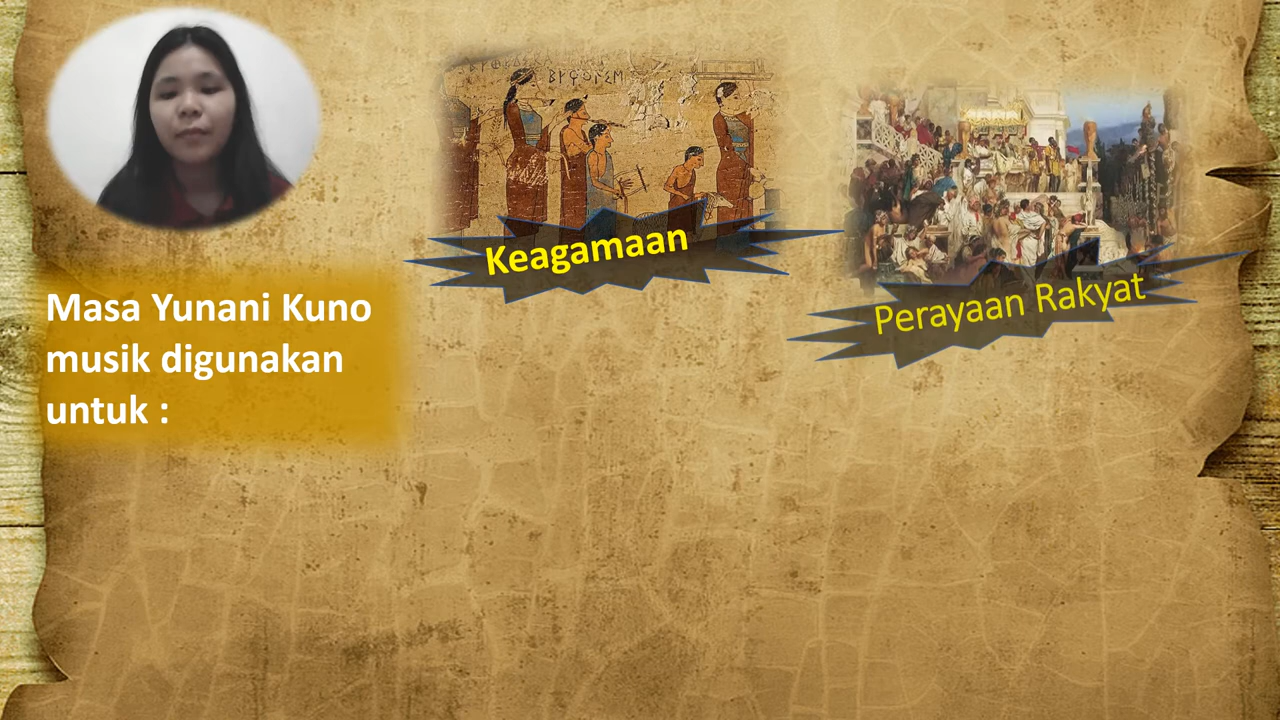 Masa Yunani Kuno
musik digunakan
untuk :
Keagamaan
Perayaan Rakyat